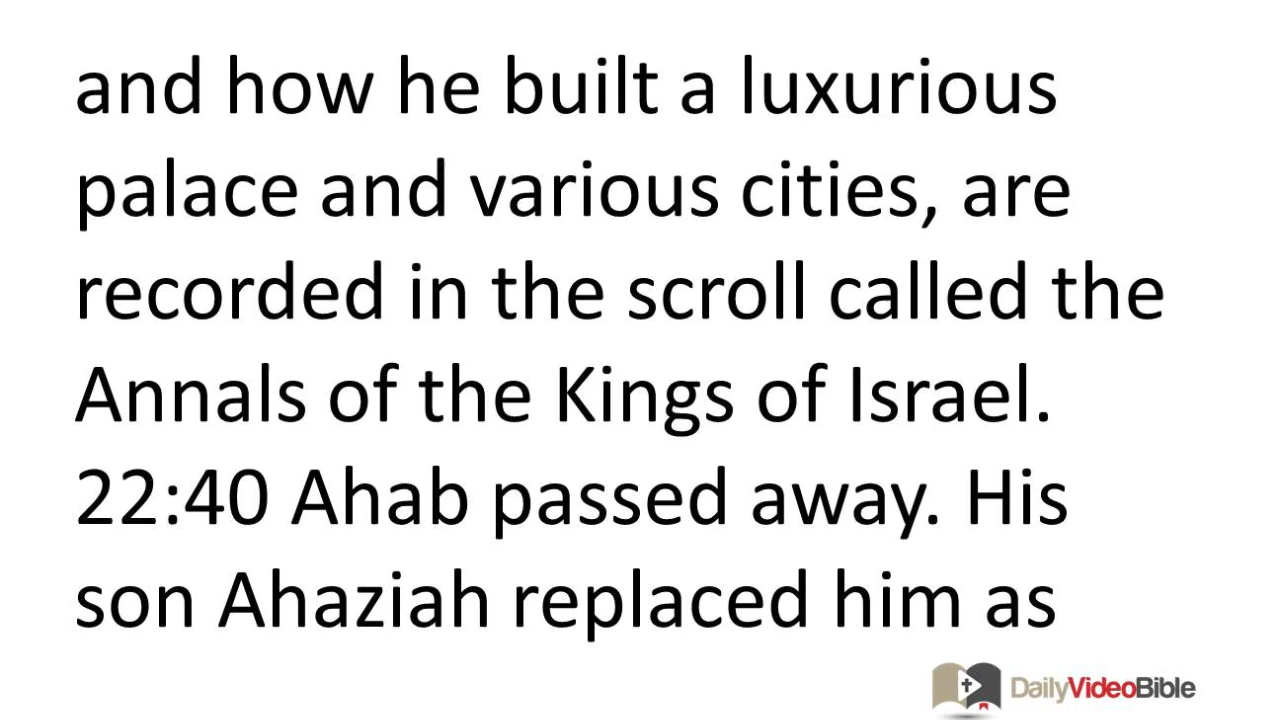 and how he built a luxurious
palace and various cities, are
recorded in the scroll called the
Annals of the Kings of Israel.
22:40 Ahab passed away. His
son Ahaziah replaced him as
DailyVideoBible